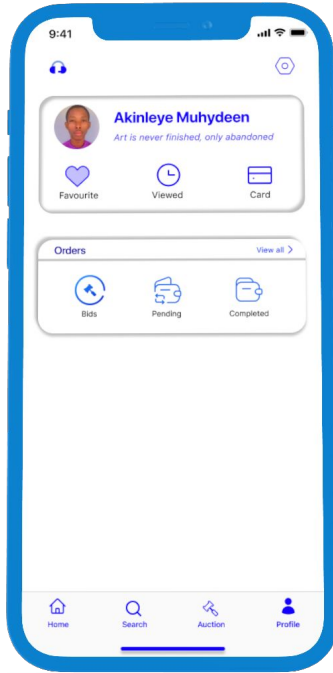 9:41
Akinleye Muhydeen
Art is never finished, only abandoned
Favourite Viewed Card
Orders View all >
Bids Pending Completed
Home Search Auction Profile